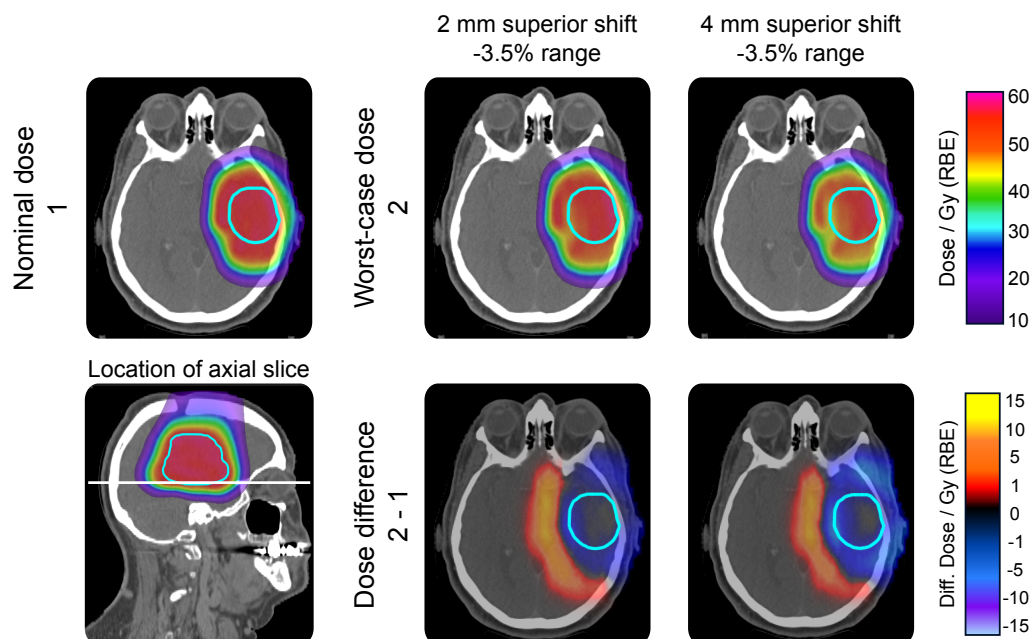 2 mm superior shift
-3.5% range
4 mm superior shift
-3.5% range
Nominal dose
1
Worst-case dose
2
60
50
40
30
20
10
Dose / Gy (RBE)
Location of axial slice
Dose difference
2 - 1
15
10
5
1
0
-1
-5
-10
-15
Diff. Dose / Gy (RBE)